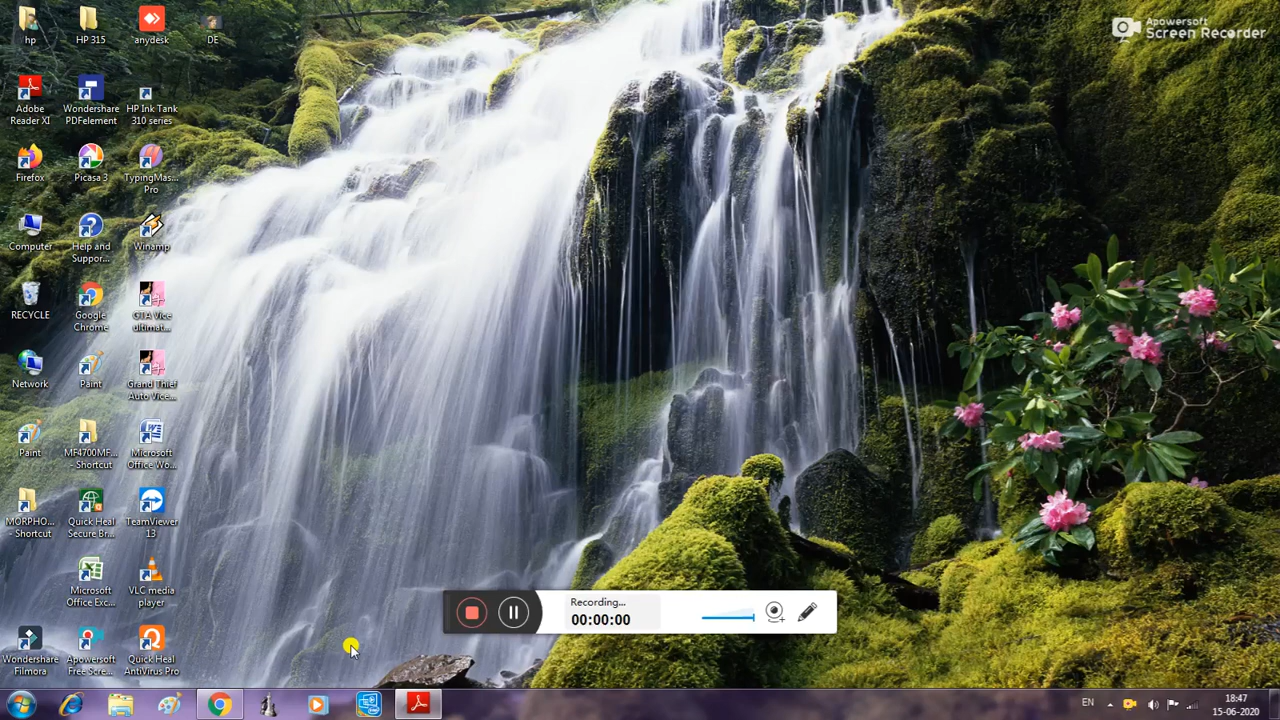 Apowersoft
Screen Recorder
hp
HP 315
anydesk
DE
Adobe
Reader XI
Wondershare
PDFelement
HP Ink Tank
310 series
Firefox
Picasa 3
TypingMas...
Pro
Computer
Help and
Suppor...
Winamp
RECYCLE
Google
Chrome
GTA Vice
ultimat...
Network
Paint
Grand Thief
Auto Vice...
Paint
MF4700MF...
- Shortcut
Microsoft
Office Wo...
MORPHO...
- Shortcut
Quick Heal
Secure Br...
TeamViewer
13
Microsoft
Office Exc...
VLC media
player
Wondershare
Filmora
Apowersoft
Free Scre...
Quick Heal
AntiVirus Pro
Recording...
00:00:00
EN
18:47
15-06-2020